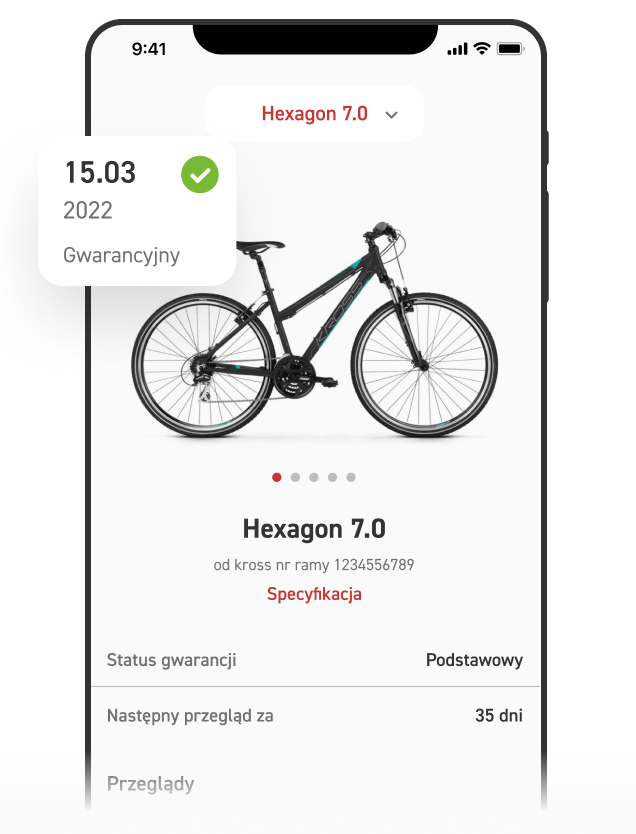 9:41
Hexagon 7.0
15.03
2022
Gwarancyjny
KROSS
Hexagon 7.0
od kross nr ramy 1234556789
Specyfikacja
Status gwarancji Podstawowy
Następny przegląd za 35 dni
Przeglądy